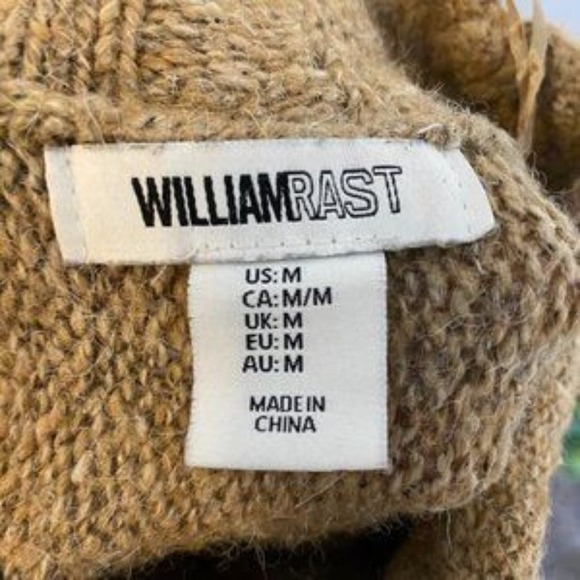 WILLIAMRAST
US: M
CA: M/M
UK: M
EU: M
AU: M
MADE IN
CHINA